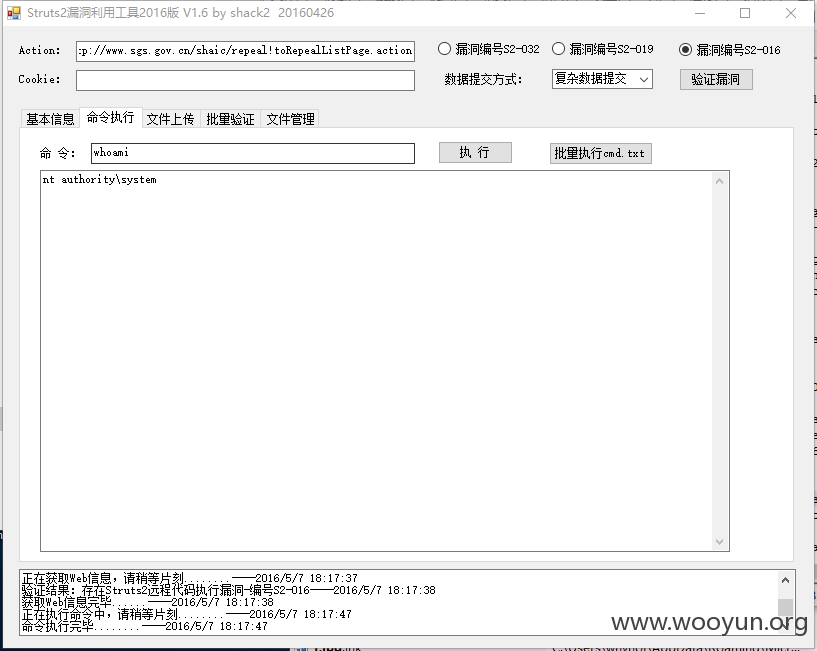 Struts2漏洞利用工具2016版 V1.6 by shack2 20160426
Action: :p://www.sgs.gov.cn/shaic/repeal!toRepealListPage.action 漏洞编号S2-032 漏洞编号S2-019 漏洞编号S2-016
Cookie: 数据提交方式: 复杂数据提交 验证漏洞
基本信息 命令执行 文件上传 批量验证 文件管理
命 令: whoami 执 行 批量执行cmd.txt
nt authority\system
正在获取Web信息，请稍等片刻........——2016/5/7 18:17:37
验证结果：存在Struts2远程代码执行漏洞-编号S2-016——2016/5/7 18:17:38
获取Web信息完毕......——2016/5/7 18:17:38
正在执行命令中，请稍等片刻........——2016/5/7 18:17:47
命令执行完毕........——2016/5/7 18:17:47
www.wooyun.org